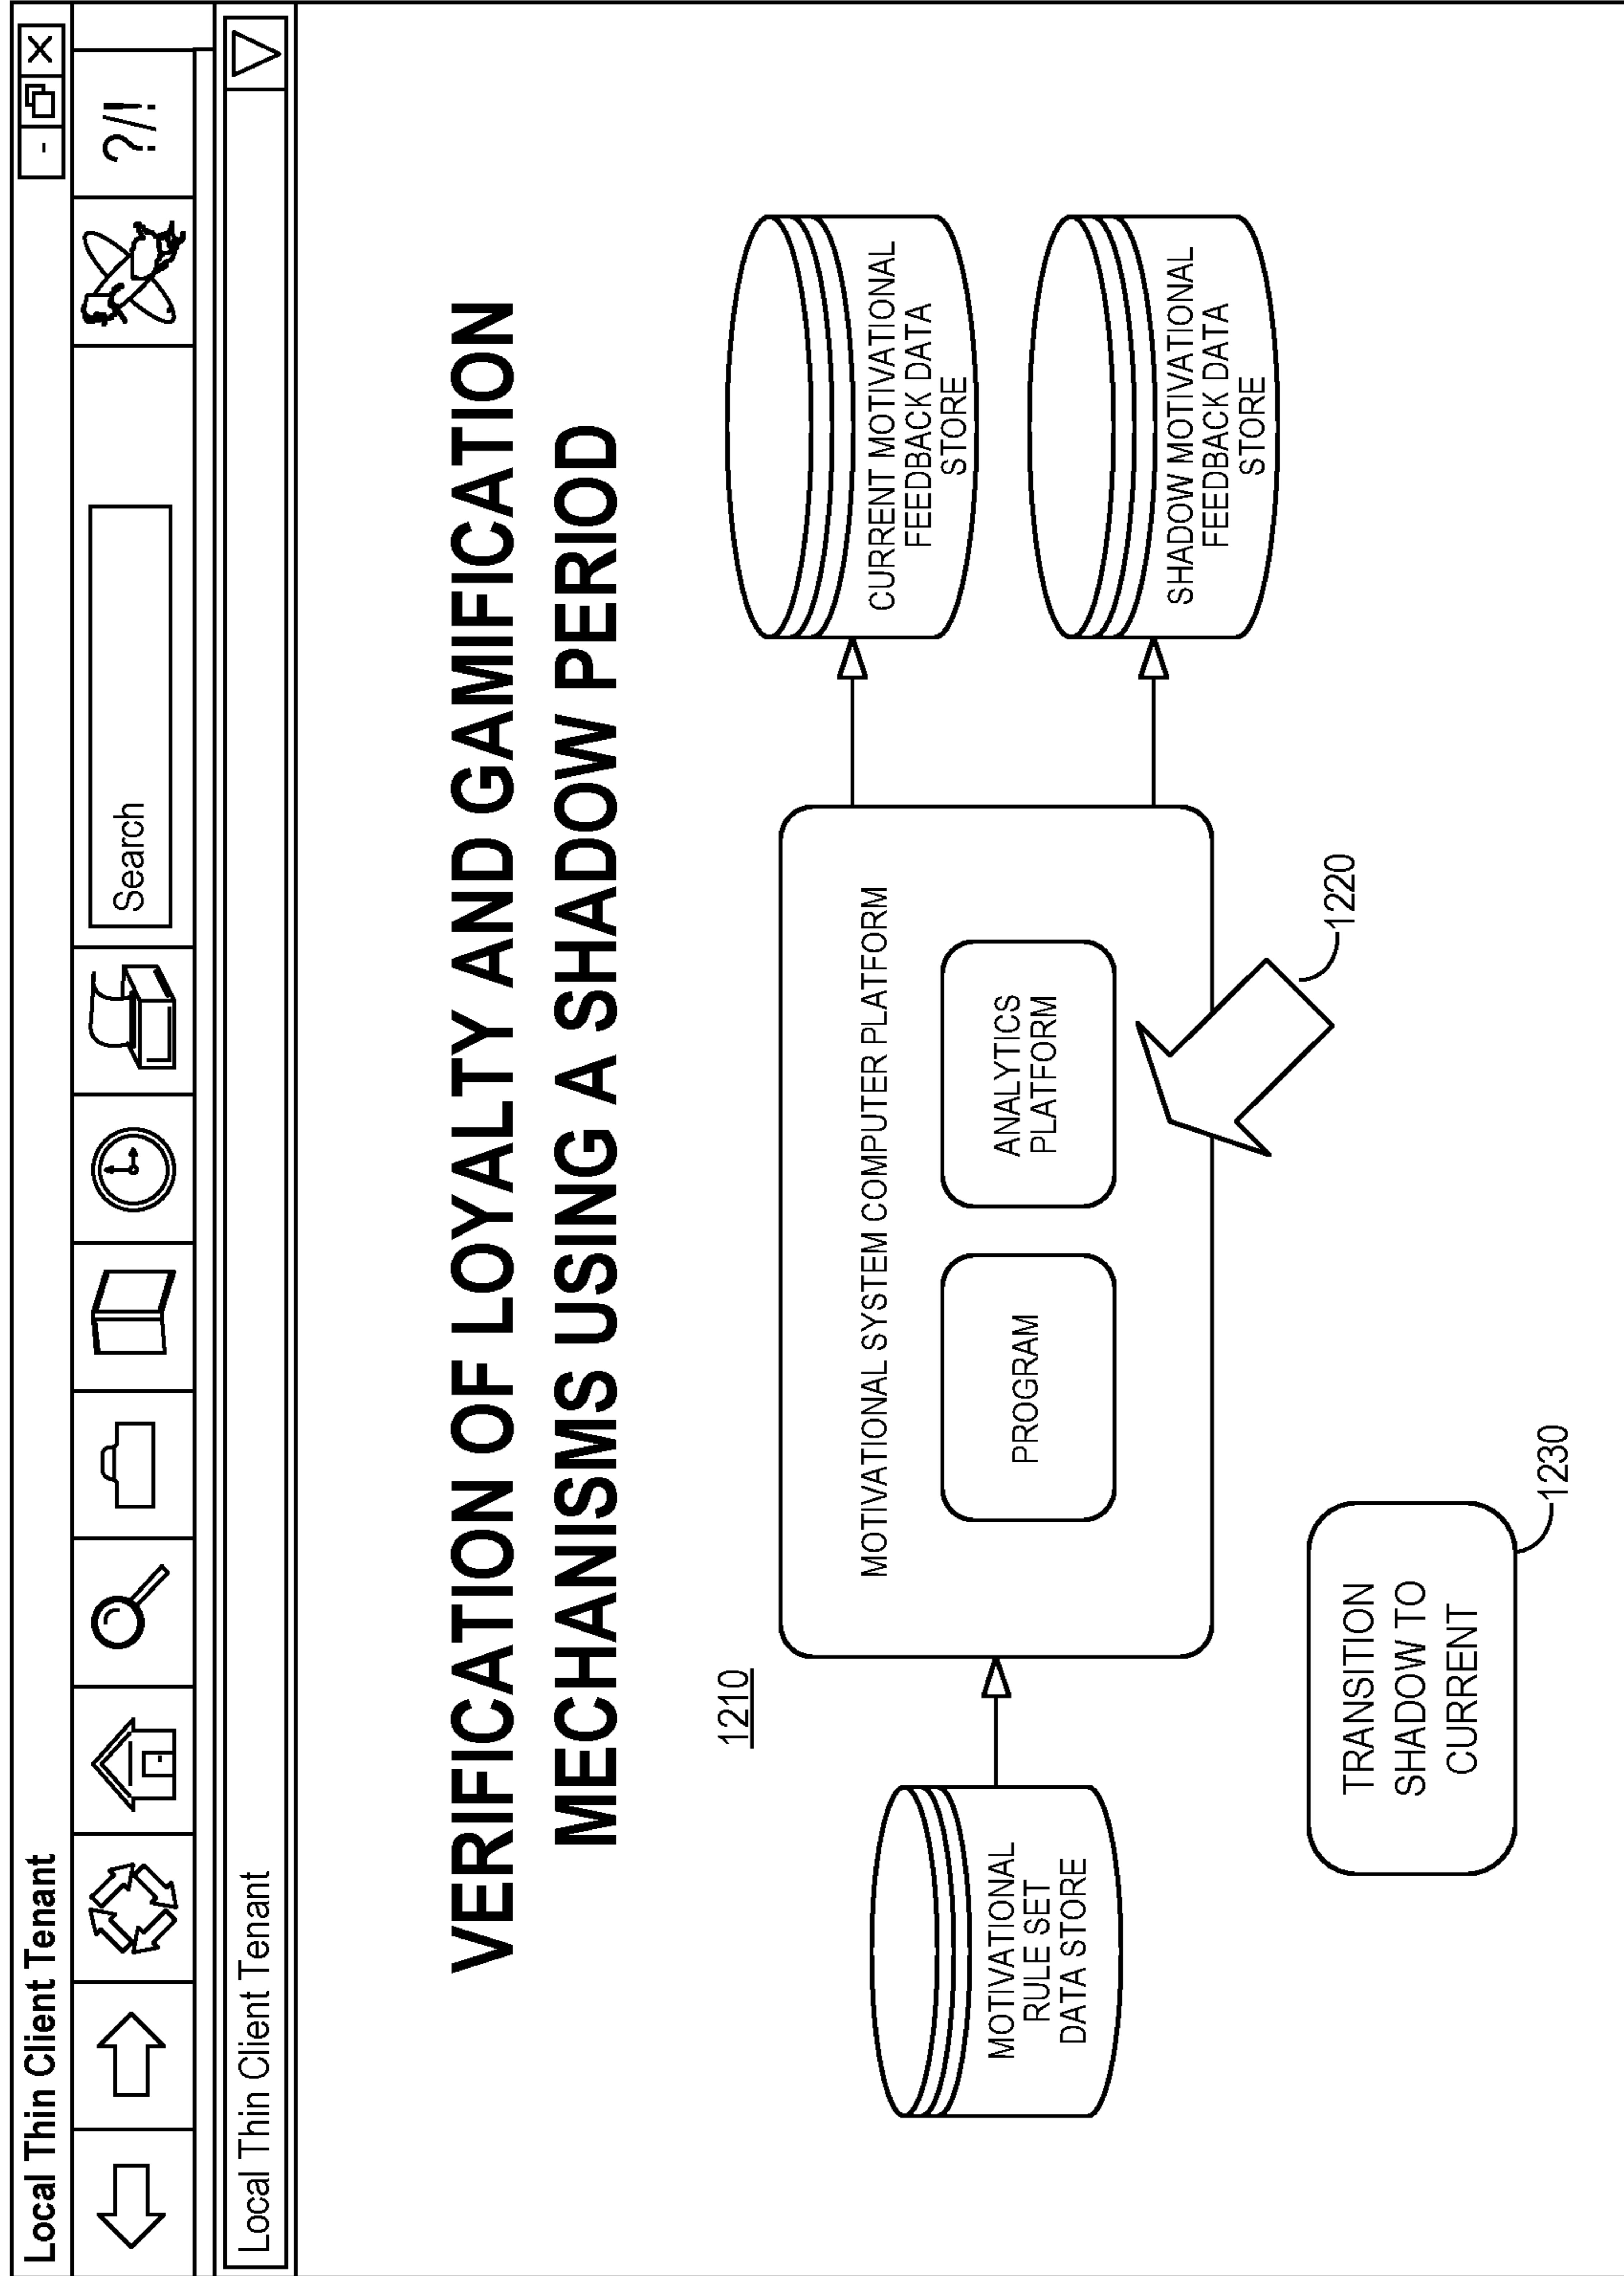 Local Thin Client Tenant
- X
Search
?/!
Local Thin Client Tenant
VERIFICATION OF LOYALTY AND GAMIFICATION
MECHANISMS USING A SHADOW PERIOD
1210
MOTIVATIONAL
RULE SET
DATA STORE
MOTIVATIONAL SYSTEM COMPUTER PLATFORM
PROGRAM
ANALYTICS
PLATFORM
CURRENT MOTIVATIONAL
FEEDBACK DATA
STORE
SHADOW MOTIVATIONAL
FEEDBACK DATA
STORE
1220
TRANSITION
SHADOW TO
CURRENT
1230